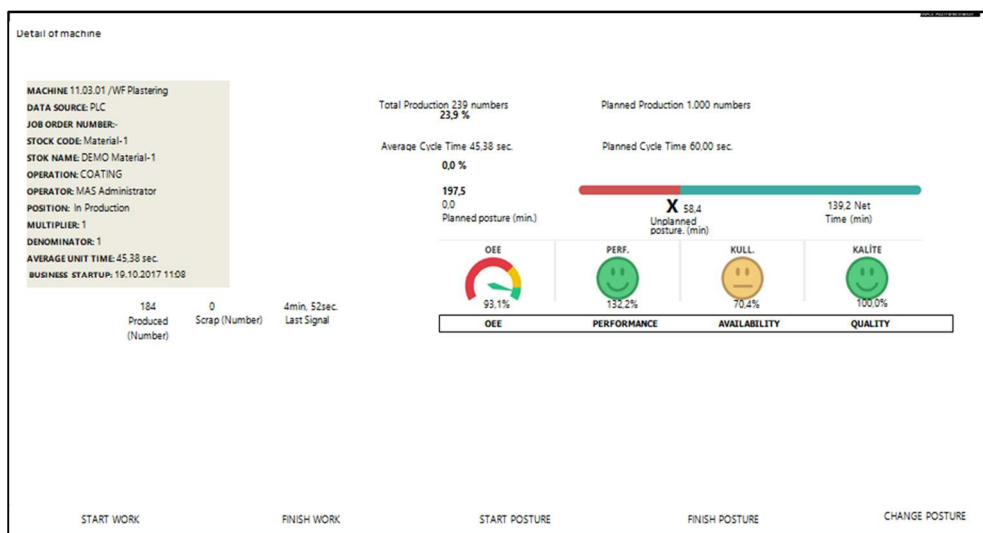 Detail of machine
MACHINE 11.03.01 /WF Plastering
DATA SOURCE: PLC
JOB ORDER NUMBER:-
STOCK CODE: Material-1
STOK NAME: DEMO Material-1
OPERATION: COATING
OPERATOR: MAS Administrator
POSITION: In Production
MULTIPLIER: 1
DENOMINATOR: 1
AVERAGE UNIT TIME: 45,38 sec.
BUSINESS STARTUP: 19.10.2017 11:08
184
Produced
(Number)
0
Scrap (Number)
4min, 52sec.
Last Signal
Total Production 239 numbers
23,9 %
Planned Production 1.000 numbers
Average Cycle Time 45,38 sec.
0,0 %
Planned Cycle Time 60,00 sec.
197,5
0,0
Planned posture (min.)
X 58,4
Unplanned
posture. (min)
139,2 Net
Time (min)
OEE
93,1%
PERF.
132,2%
KULL.
70,4%
KALİTE
100,0%
OEE PERFORMANCE AVAILABILITY QUALITY
START WORK FINISH WORK START POSTURE FINISH POSTURE CHANGE POSTURE